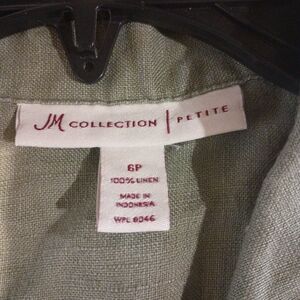 JM COLLECTION | PETITE
6P
100% LINEN
MADE IN
INDONESIA
WPL 8046